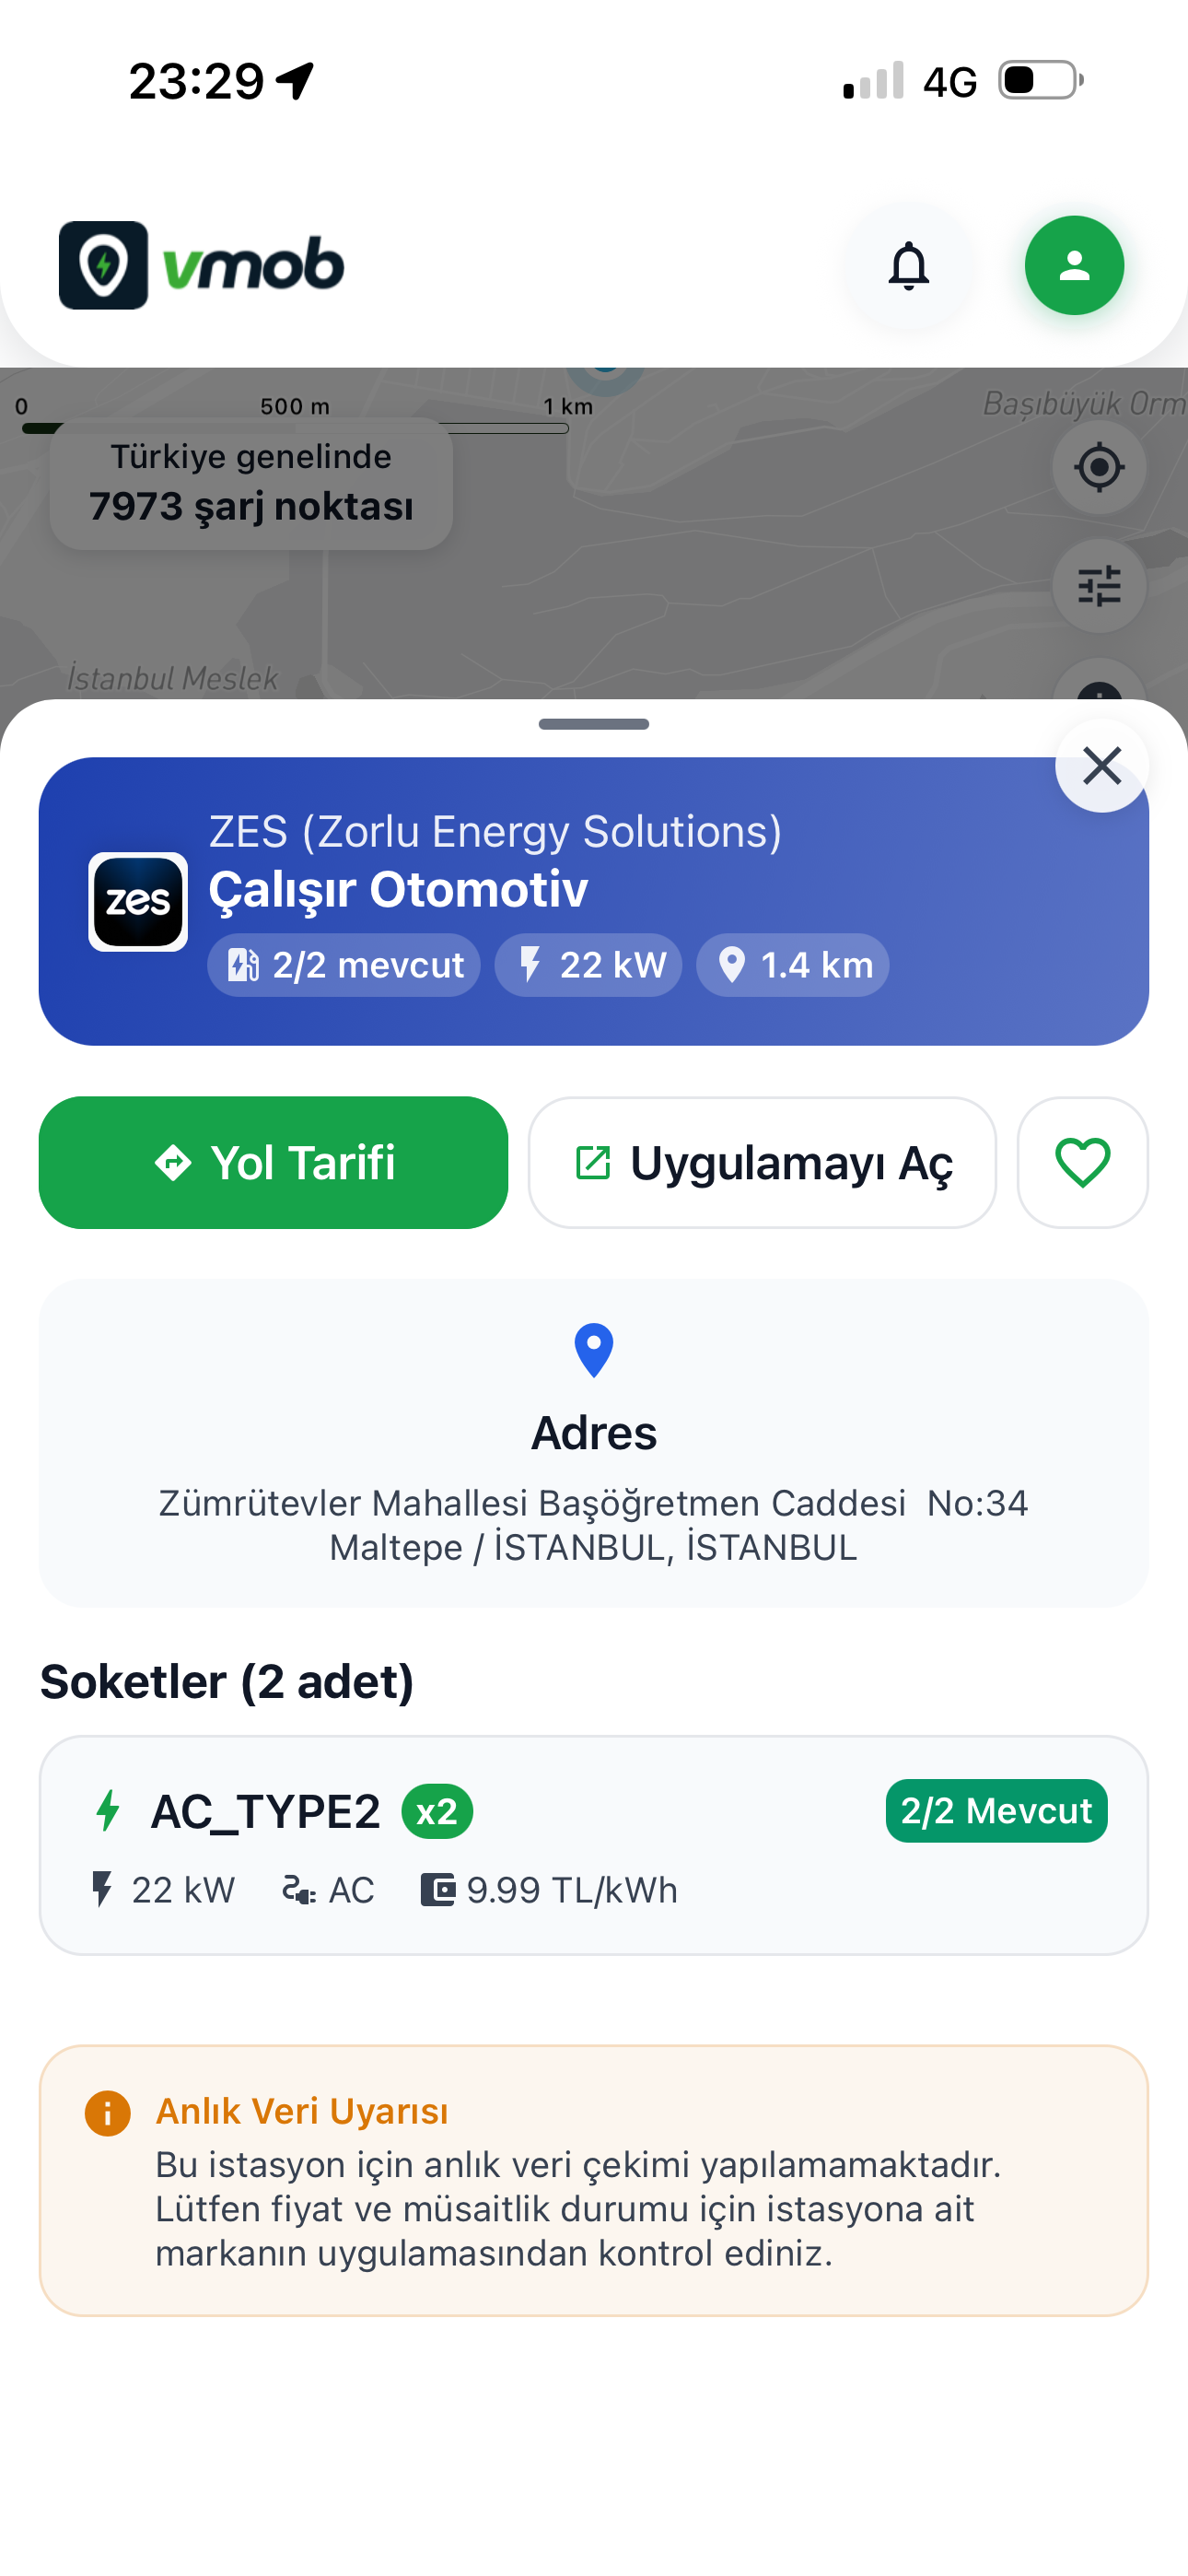 23:29
4G
vmob
0 500 m 1 km
Başıbüyük Orm
Türkiye genelinde
7973 şarj noktası
İstanbul Meslek
ZES (Zorlu Energy Solutions)
zes
Çalışır Otomotiv
2/2 mevcut 22 kW 1.4 km
Yol Tarifi Uygulamayı Aç
Adres
Zümrütevler Mahallesi Başöğretmen Caddesi  No:34
Maltepe / İSTANBUL, İSTANBUL
Soketler (2 adet)
AC_TYPE2 x2 2/2 Mevcut
22 kW AC 9.99 TL/kWh
Anlık Veri Uyarısı
Bu istasyon için anlık veri çekimi yapılamamaktadır.
Lütfen fiyat ve müsaitlik durumu için istasyona ait
markanın uygulamasından kontrol ediniz.